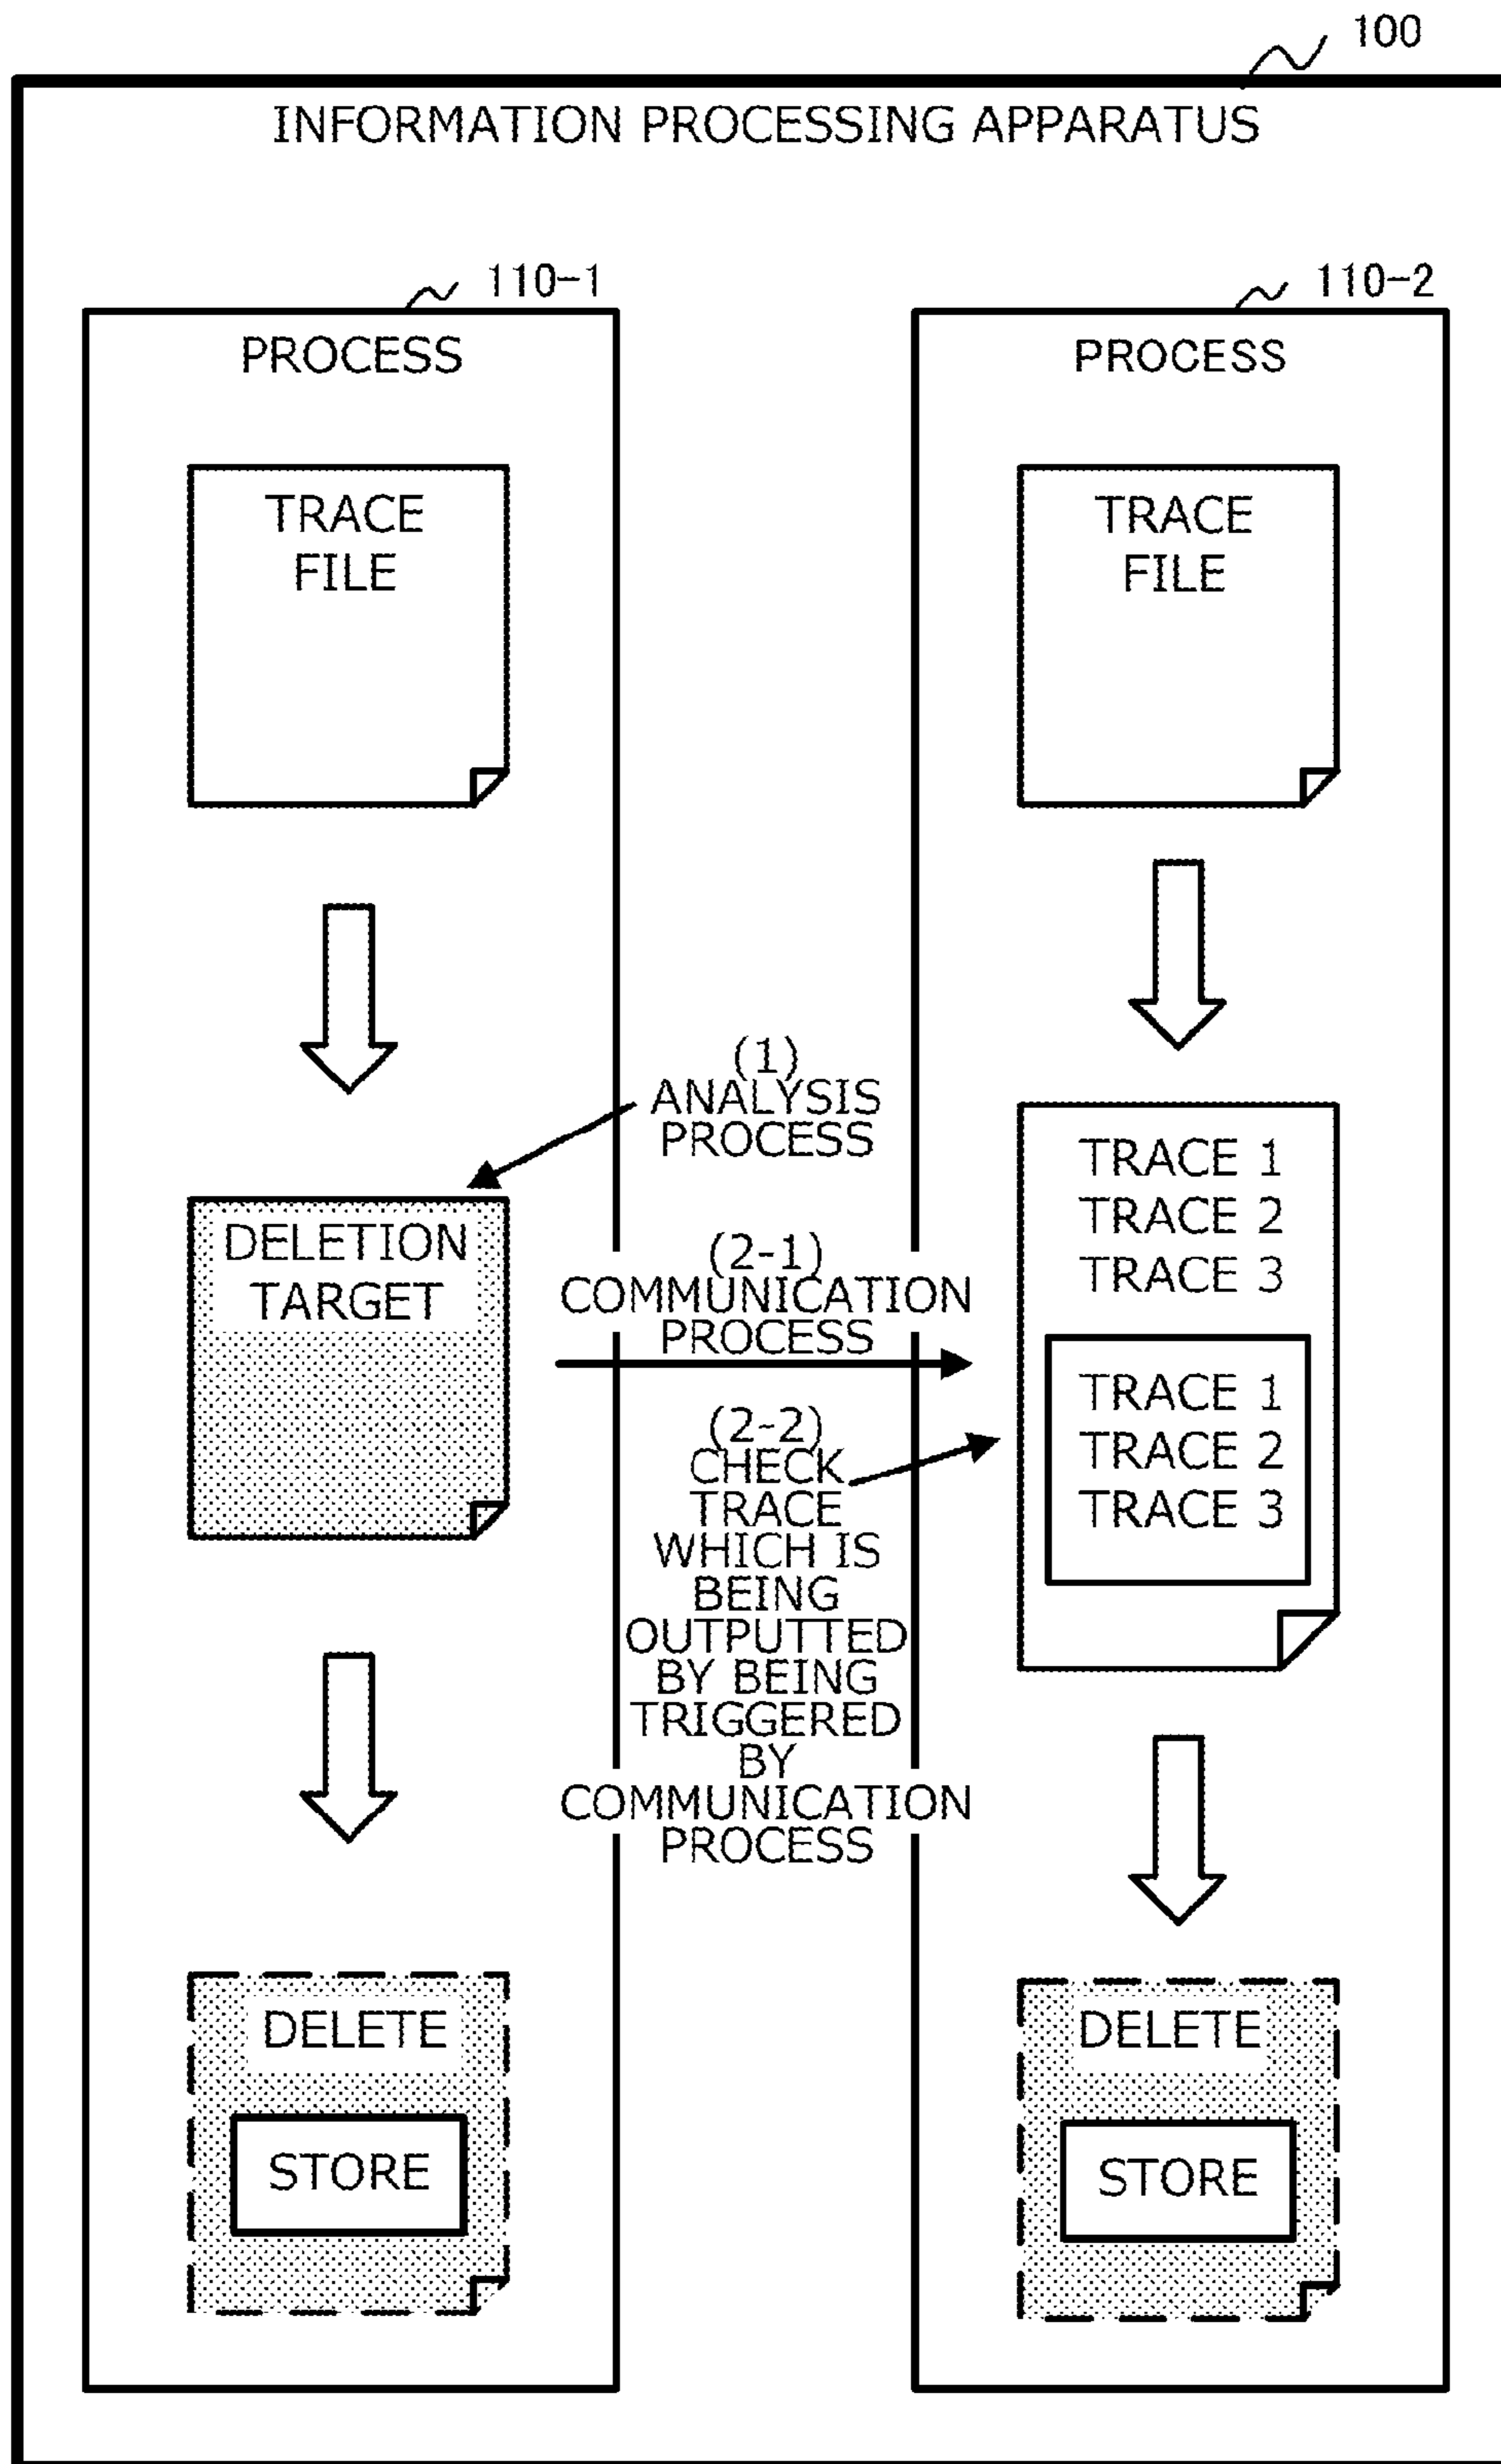 100
INFORMATION PROCESSING APPARATUS
110-1
PROCESS
TRACE
FILE
DELETION
TARGET
DELETE
STORE
(1)
ANALYSIS
PROCESS
(2-1)
COMMUNICATION
PROCESS
(2-2)
CHECK
TRACE
WHICH IS
BEING
OUTPUTTED
BY BEING
TRIGGERED
BY
COMMUNICATION
PROCESS
110-2
PROCESS
TRACE
FILE
TRACE 1
TRACE 2
TRACE 3
TRACE 1
TRACE 2
TRACE 3
DELETE
STORE